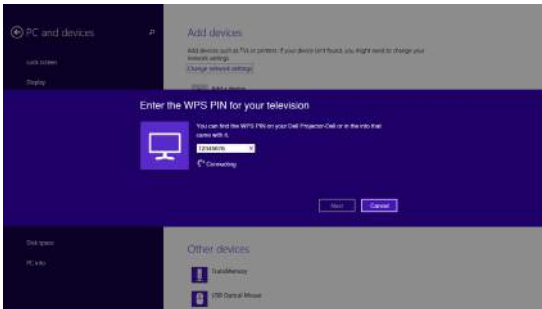 PC and devices
Lock screen
Display
Disk space
PC info
Add devices
Add devices such as TVs or printers. If your device isn't found, you might need to change your
network settings.
Change network settings
Add a device
Enter the WPS PIN for your television
You can find the WPS PIN on your Dell Projector-Dell or in the info that
came with it.
Connecting
Next
Cancel
Other devices
TransMemory
USB Optical Mouse